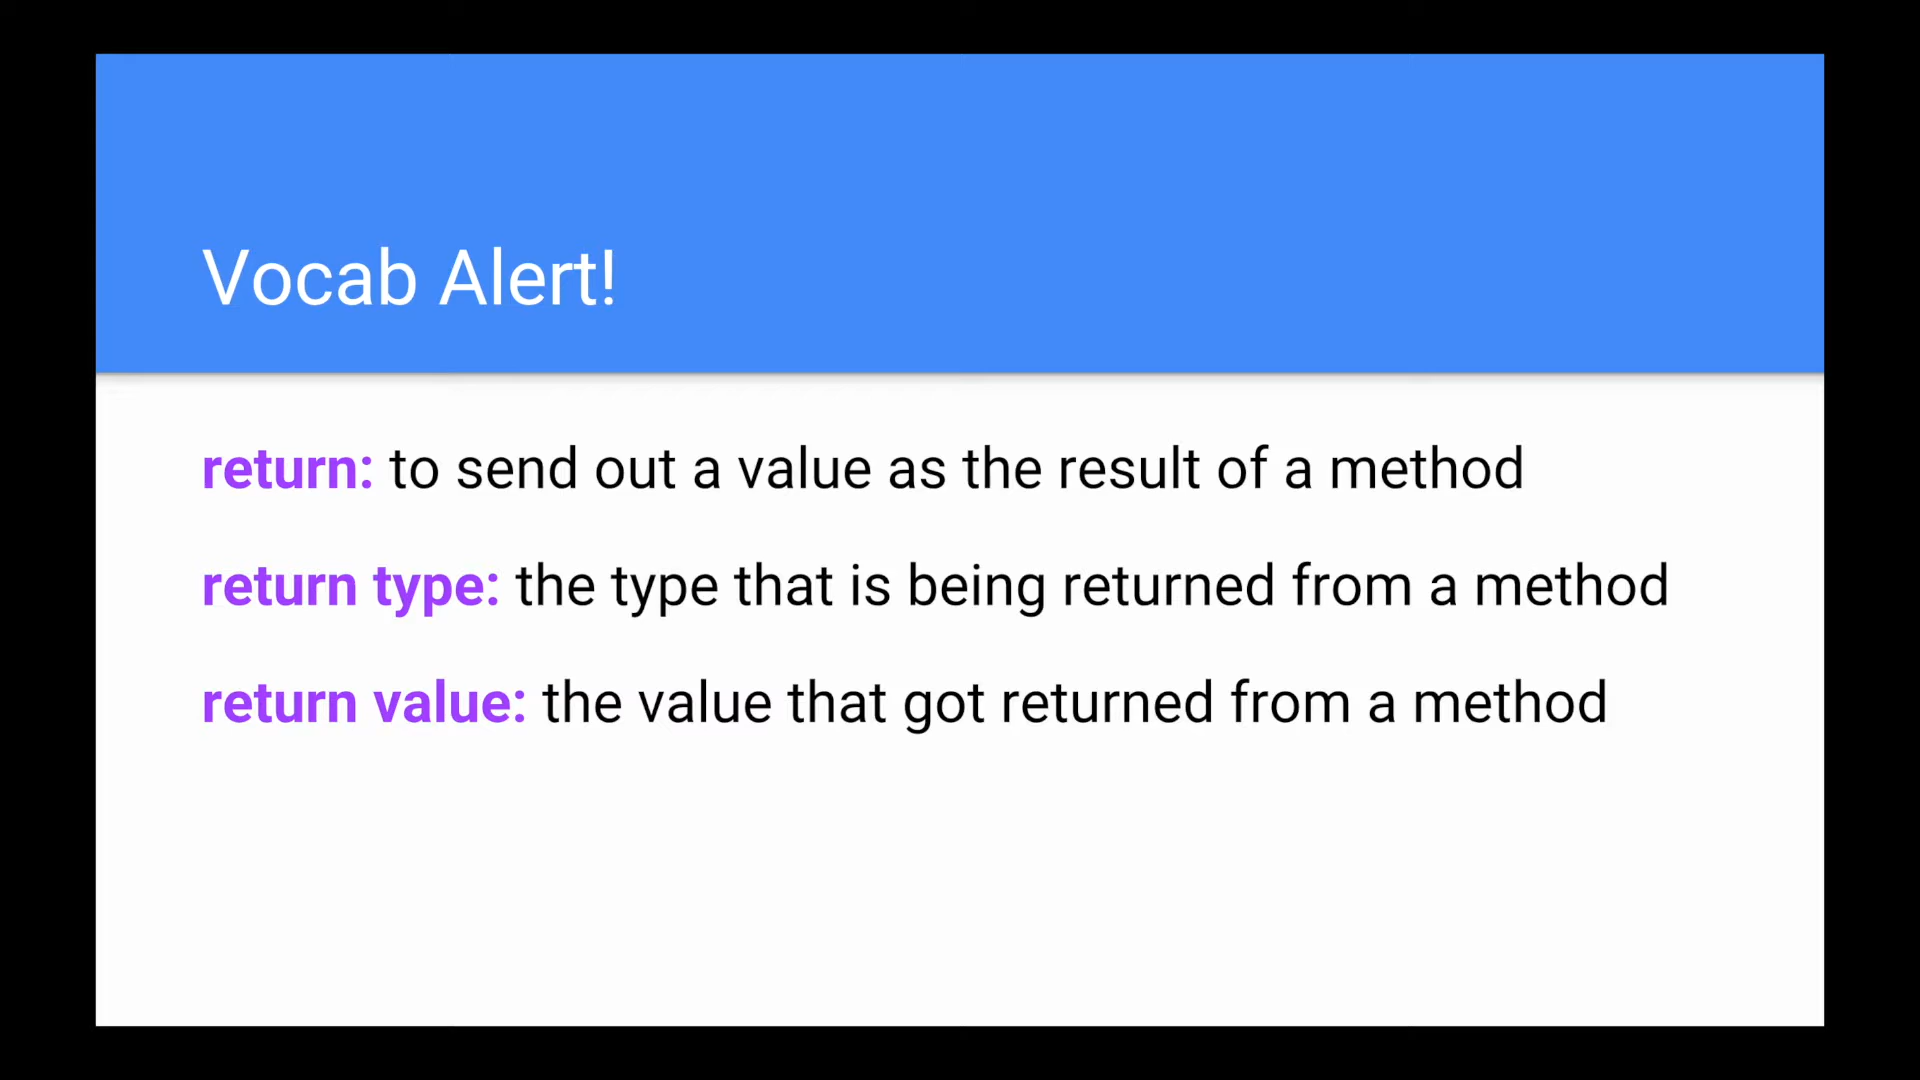 Vocab Alert!
return: to send out a value as the result of a method
return type: the type that is being returned from a method
return value: the value that got returned from a method